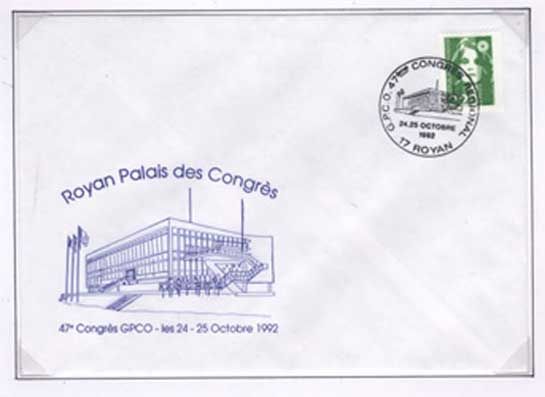 G.P.C.O. 47ème CONGRÈS RÉGIONAL
24.25 OCTOBRE
1992
17 ROYAN
Royan Palais des Congrès
47e Congrès GPCO - les 24 - 25 Octobre 1992